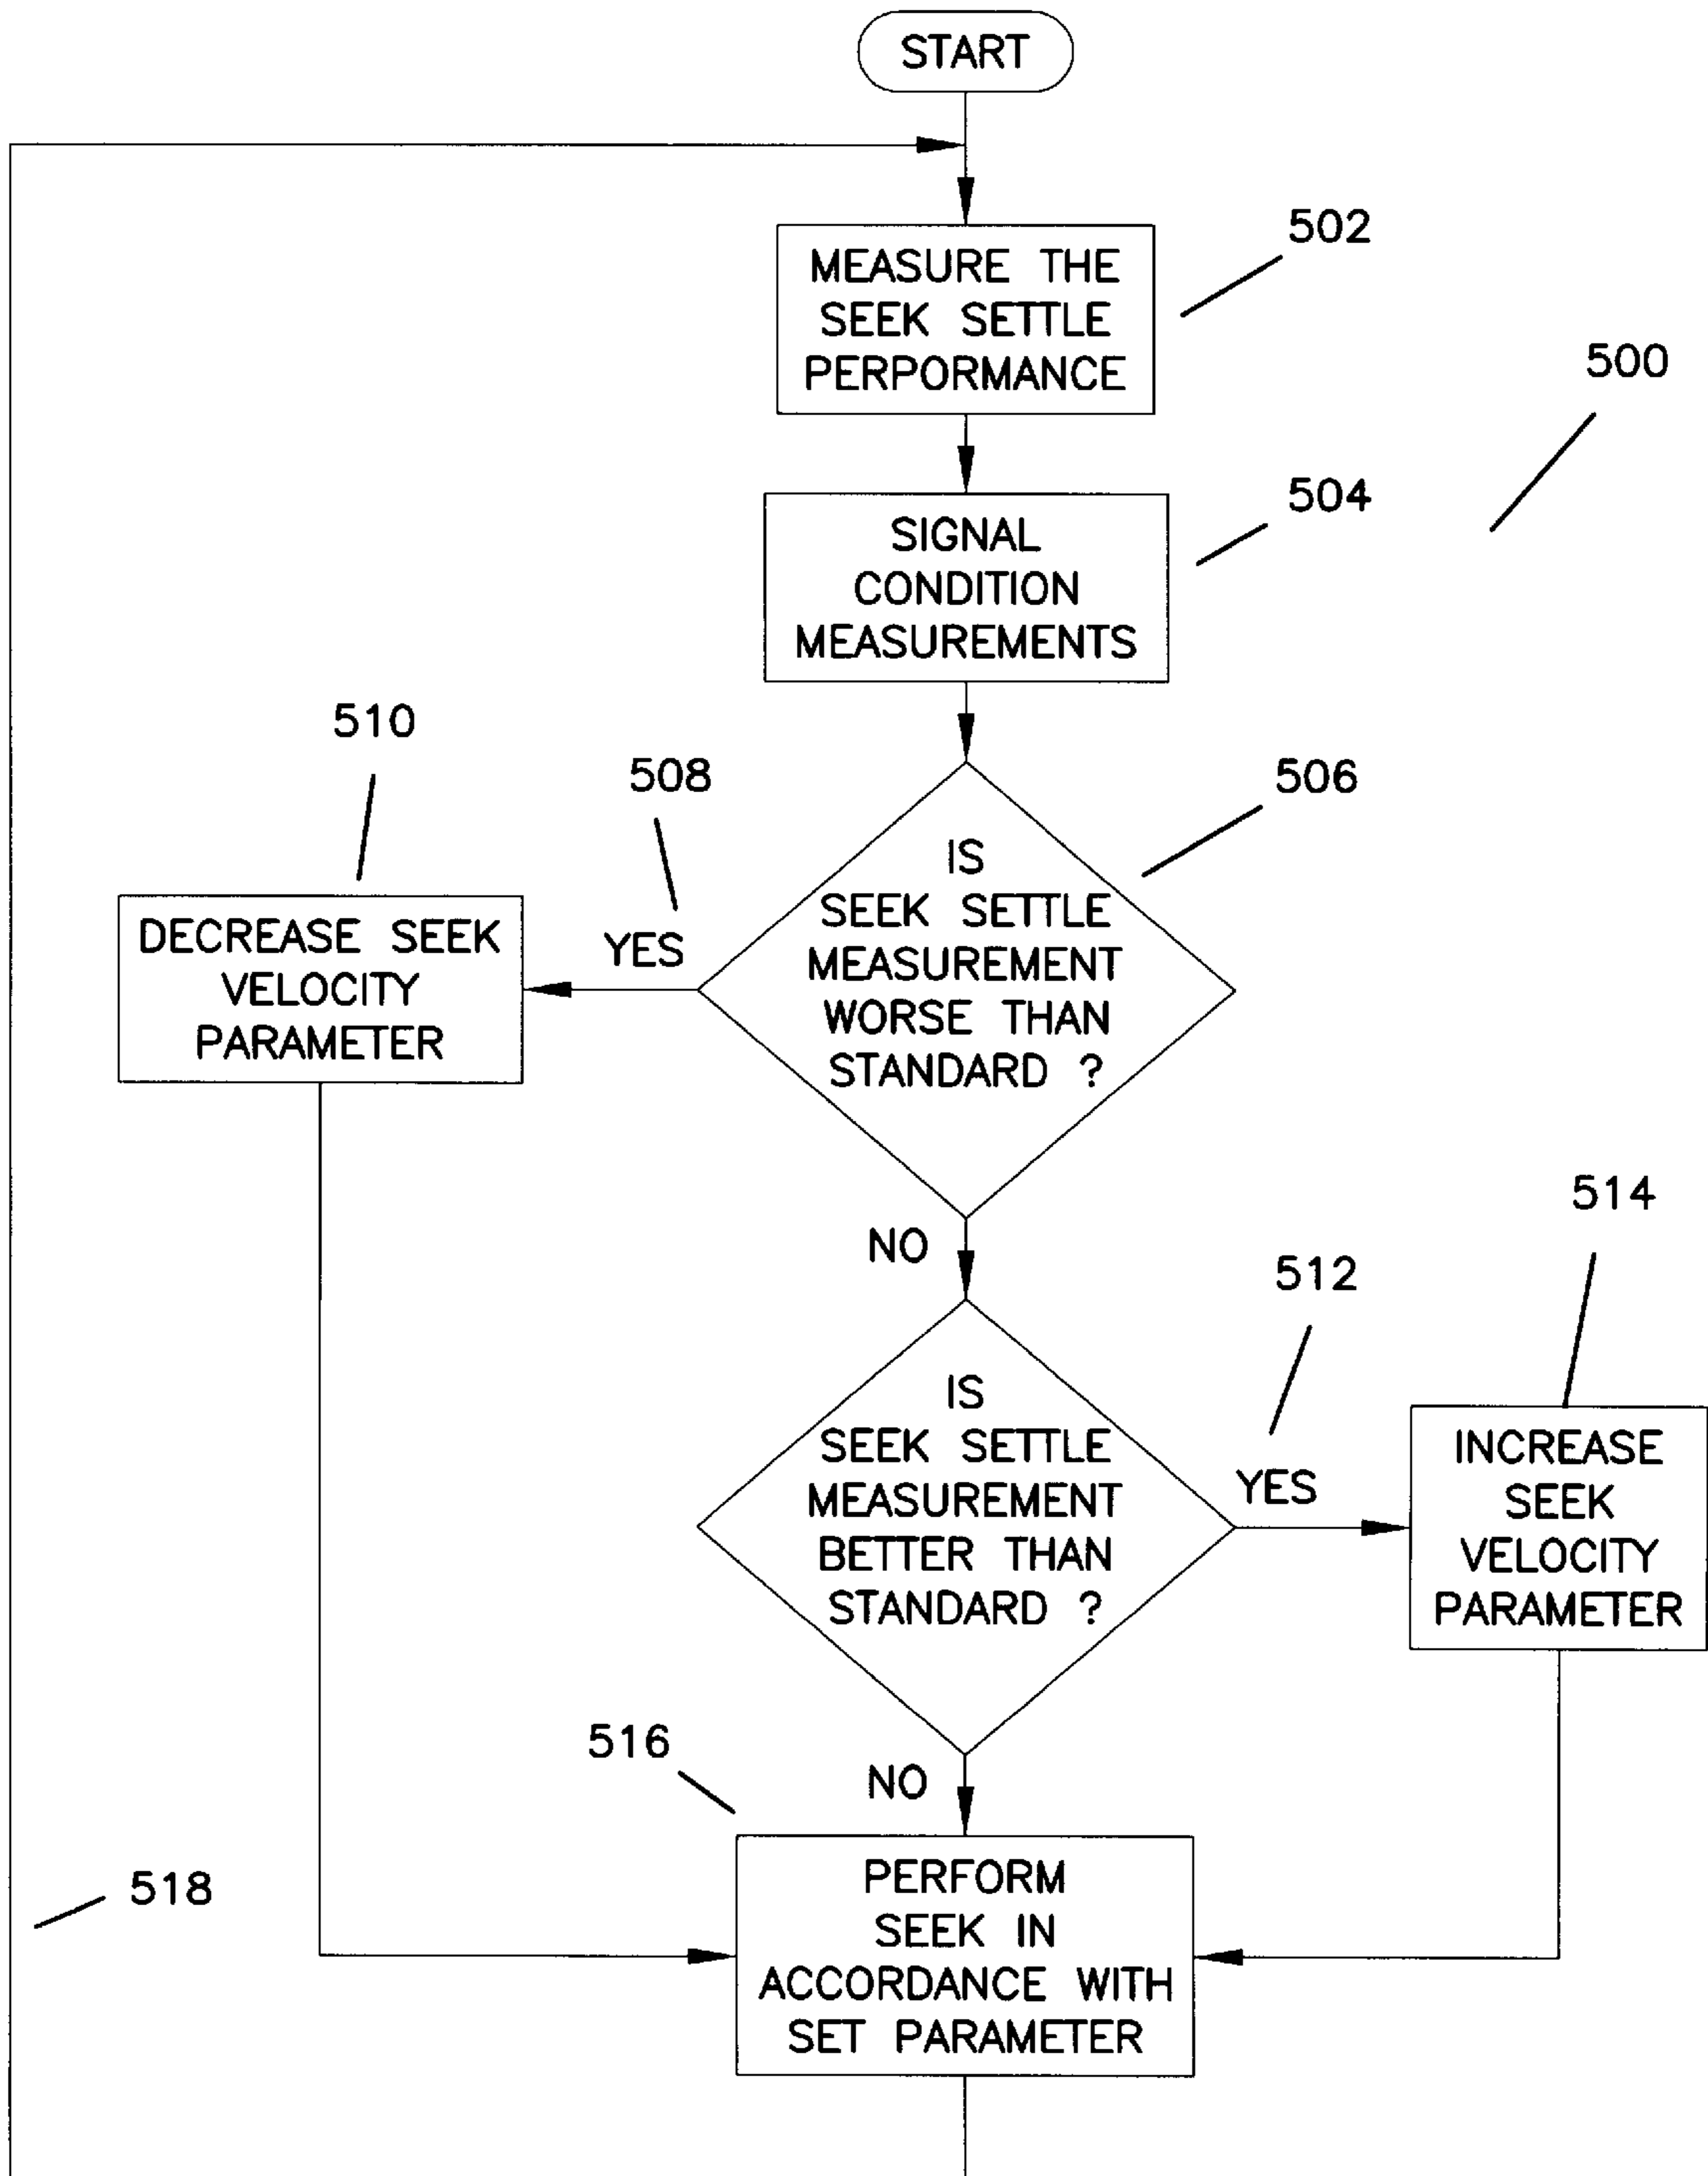 START
502
MEASURE THE
SEEK SETTLE
PERPORMANCE
500
504
SIGNAL
CONDITION
MEASUREMENTS
510
508
506
IS
SEEK SETTLE
MEASUREMENT
WORSE THAN
STANDARD ?
YES
DECREASE SEEK
VELOCITY
PARAMETER
NO
514
512
IS
SEEK SETTLE
MEASUREMENT
BETTER THAN
STANDARD ?
YES
INCREASE
SEEK
VELOCITY
PARAMETER
NO
516
PERFORM
SEEK IN
ACCORDANCE WITH
SET PARAMETER
518